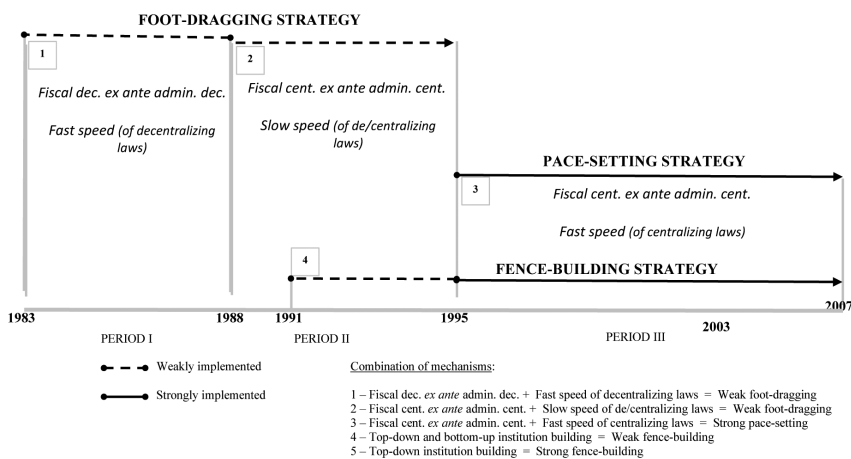 FOOT-DRAGGING STRATEGY
1
2
Fiscal dec. ex ante admin. dec.
Fast speed (of decentralizing
laws)
Fiscal cent. ex ante admin. cent.
Slow speed (of de/centralizing
laws)
PACE-SETTING STRATEGY
3
Fiscal cent. ex ante admin. cent.
Fast speed (of centralizing laws)
4
FENCE-BUILDING STRATEGY
1983
1988
1991
1995
2003
2007
PERIOD I
PERIOD II
PERIOD III
Weakly implemented
Strongly implemented
Combination of mechanisms:
1 – Fiscal dec. ex ante admin. dec. + Fast speed of decentralizing laws = Weak foot-dragging
2 – Fiscal cent. ex ante admin. cent. + Slow speed of de/centralizing laws = Weak foot-dragging
3 – Fiscal cent. ex ante admin. cent. + Fast speed of centralizing laws = Strong pace-setting
4 – Top-down and bottom-up institution building = Weak fence-building
5 – Top-down institution building = Strong fence-building